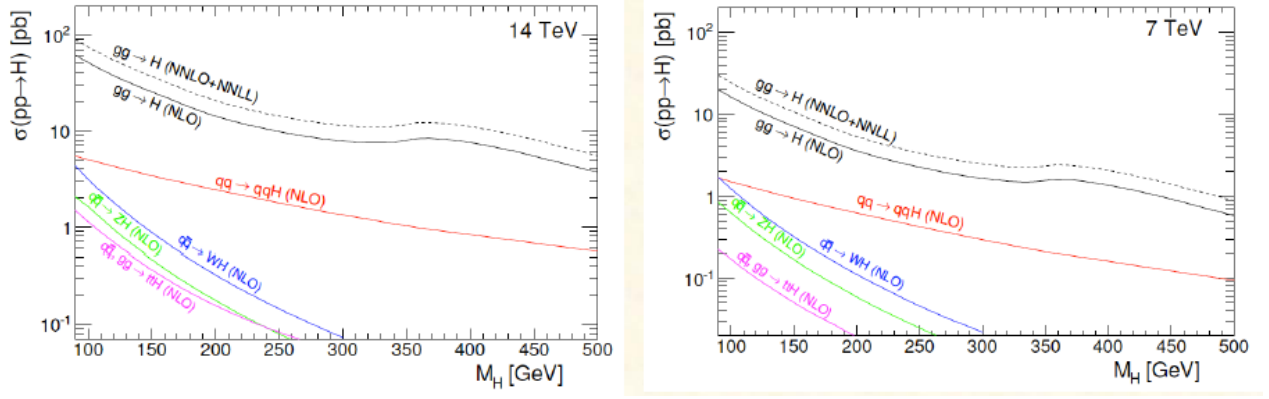 σ(pp→H) [pb]
14 TeV
10²
10
1
10⁻¹
gg → H (NNLO+NNLL)
gg → H (NLO)
qq → qqH (NLO)
qq̄ → WH (NLO)
qq̄ → ZH (NLO)
qq̄, gg → ttH (NLO)
100 150 200 250 300 350 400 450 500
M_H [GeV]
σ(pp→H) [pb]
7 TeV
10²
10
1
10⁻¹
gg → H (NNLO+NNLL)
gg → H (NLO)
qq → qqH (NLO)
qq̄ → WH (NLO)
qq̄ → ZH (NLO)
qq̄, gg → ttH (NLO)
100 150 200 250 300 350 400 450 500
M_H [GeV]